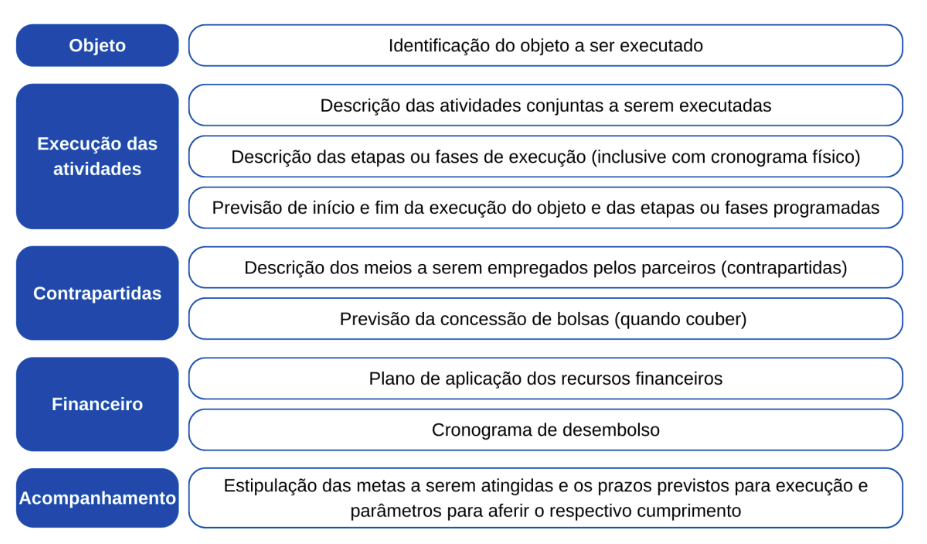 Objeto
Identificação do objeto a ser executado
Execução das
atividades
Descrição das atividades conjuntas a serem executadas
Descrição das etapas ou fases de execução (inclusive com cronograma físico)
Previsão de início e fim da execução do objeto e das etapas ou fases programadas
Contrapartidas
Descrição dos meios a serem empregados pelos parceiros (contrapartidas)
Previsão da concessão de bolsas (quando couber)
Financeiro
Plano de aplicação dos recursos financeiros
Cronograma de desembolso
Acompanhamento
Estipulação das metas a serem atingidas e os prazos previstos para execução e
parâmetros para aferir o respectivo cumprimento